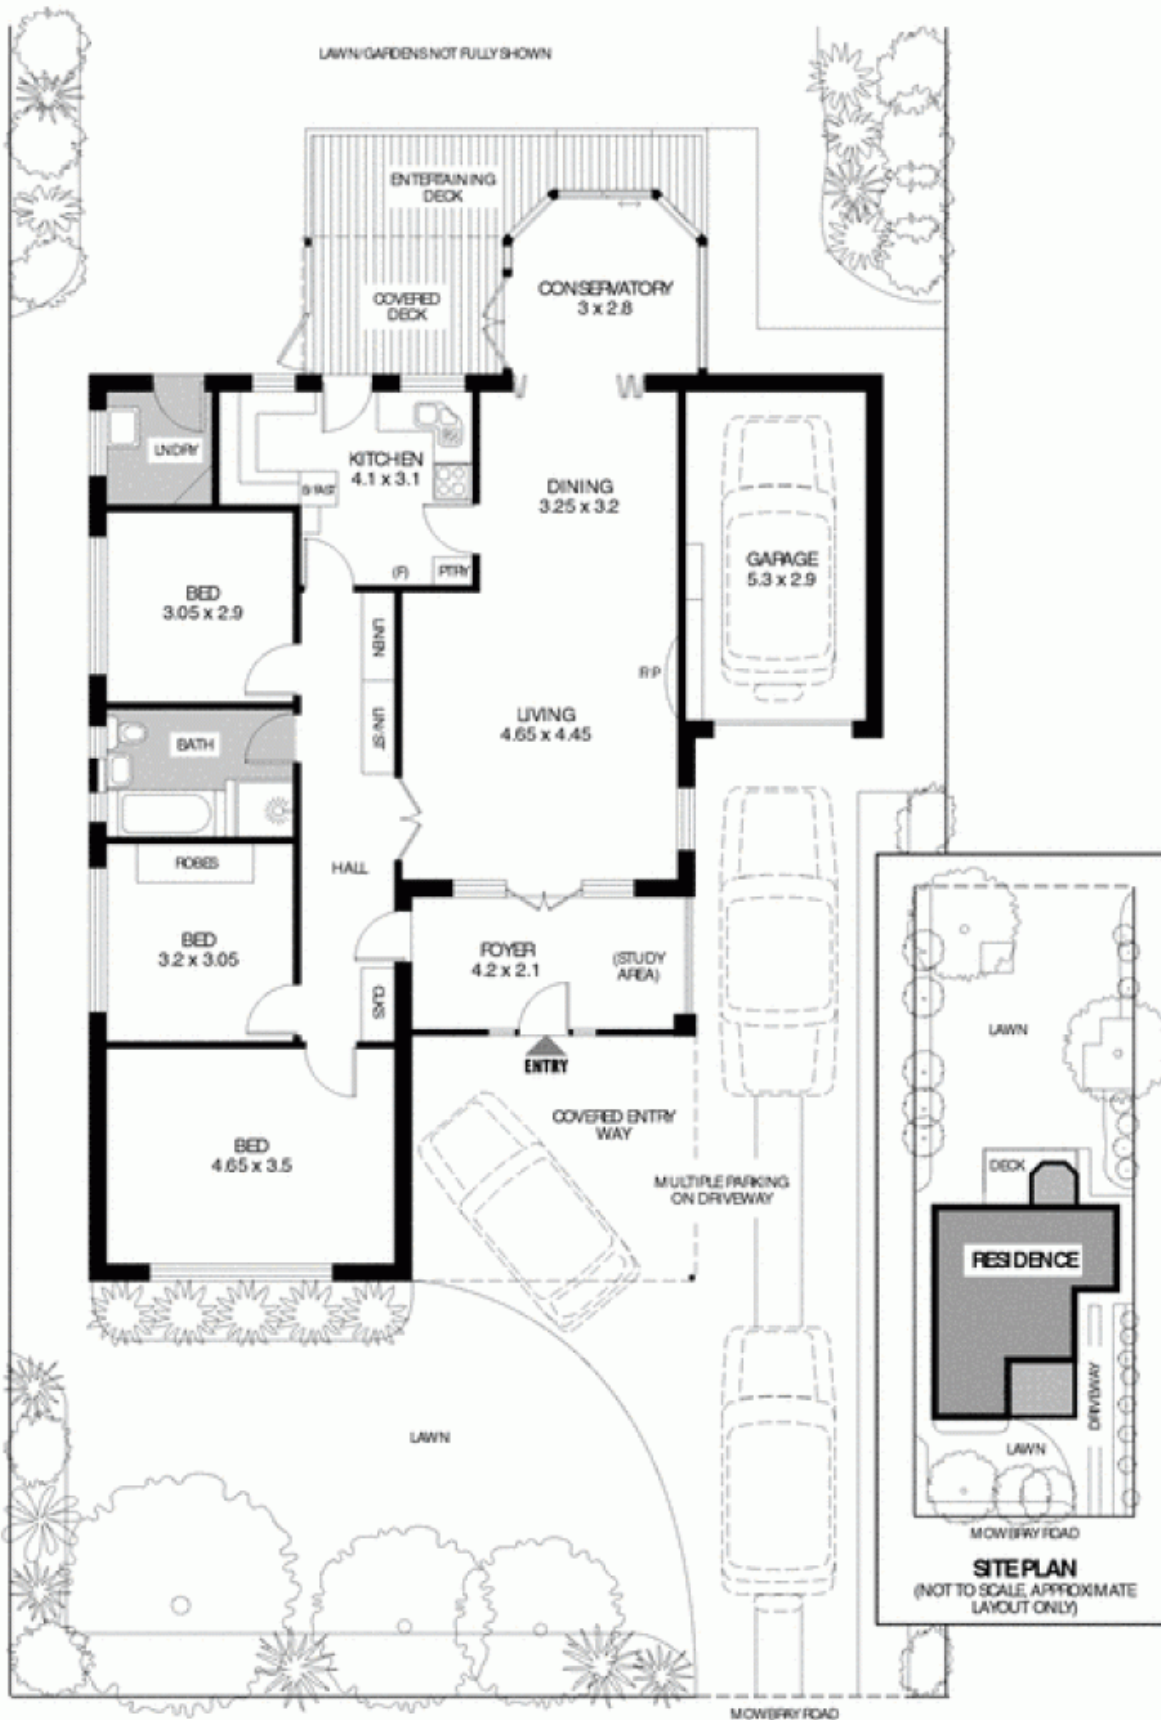 LAWN/GARDENS NOT FULLY SHOWN
ENTERTAINING
DECK
CONSERVATORY
3 x 2.8
COVERED
DECK
LNDRY
KITCHEN
4.1 x 3.1
B/FAST
DINING
3.25 x 3.2
GARAGE
5.3 x 2.9
(F)
PTRY
BED
3.05 x 2.9
LINEN
F/P
LIVING
4.65 x 4.45
LIN/ST
BATH
ROBES
HALL
BED
3.2 x 3.05
FOYER
4.2 x 2.1
(STUDY
AREA)
CLKS
ENTRY
BED
4.65 x 3.5
COVERED ENTRY
WAY
MULTIPLE PARKING
ON DRIVEWAY
LAWN
MOWBRAY ROAD
LAWN
DECK
RESIDENCE
DRIVEWAY
LAWN
MOWBRAY ROAD
SITE PLAN
(NOT TO SCALE, APPROXIMATE
LAYOUT ONLY)